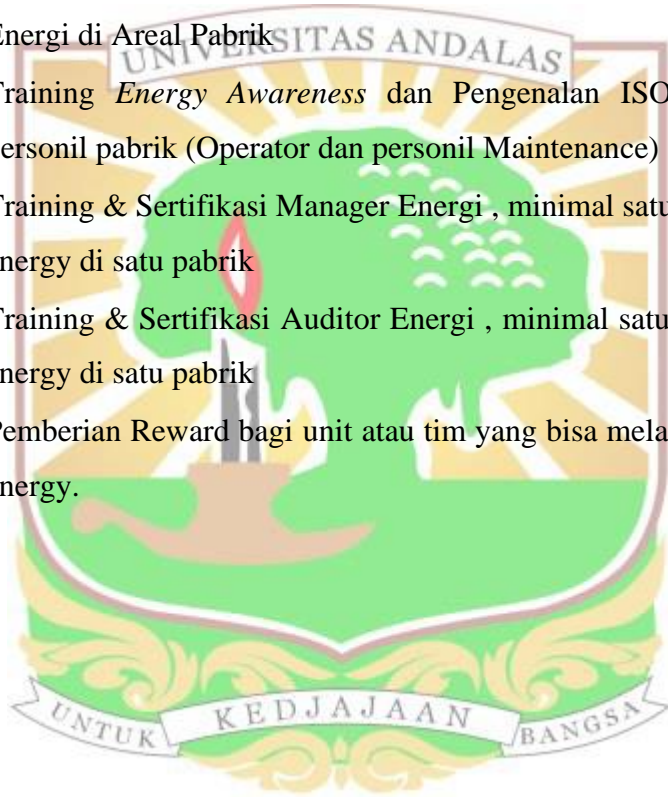 Energi di Areal Pabrik
UNIVERSITAS ANDALAS
Training Energy Awareness dan Pengenalan ISO
personil pabrik (Operator dan personil Maintenance)
Training & Sertifikasi Manager Energi , minimal satu
energy di satu pabrik
Training & Sertifikasi Auditor Energi , minimal satu
energy di satu pabrik
Pemberian Reward bagi unit atau tim yang bisa mela
energy.
UNTUK KEDJAJAAN BANGSA